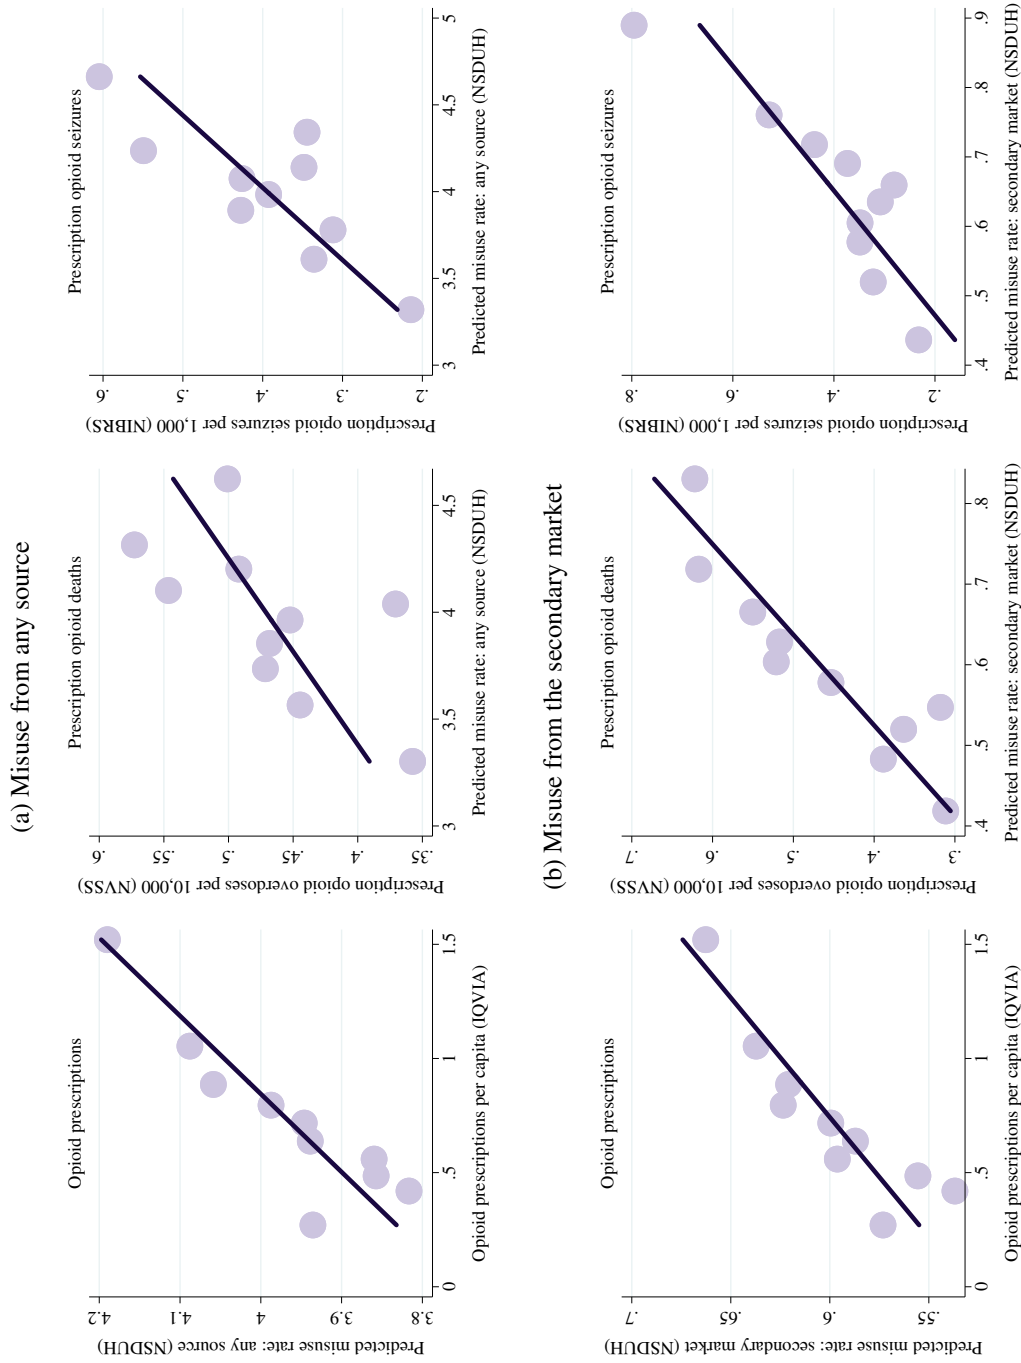 (a) Misuse from any source
Opioid prescriptions
Predicted misuse rate: any source (NSDUH)
4.2
4.1
4
3.9
3.8
0
.5
1
1.5
Opioid prescriptions per capita (IQVIA)
Prescription opioid deaths
Prescription opioid overdoses per 10,000 (NVSS)
.6
.55
.5
.45
.4
.35
3
3.5
4
4.5
Predicted misuse rate: any source (NSDUH)
Prescription opioid seizures
Prescription opioid seizures per 1,000 (NIBRS)
.6
.5
.4
.3
.2
3
3.5
4
4.5
5
Predicted misuse rate: any source (NSDUH)
(b) Misuse from the secondary market
Opioid prescriptions
Predicted misuse rate: secondary market (NSDUH)
.7
.65
.6
.55
0
.5
1
1.5
Opioid prescriptions per capita (IQVIA)
Prescription opioid deaths
Prescription opioid overdoses per 10,000 (NVSS)
.7
.6
.5
.4
.3
.4
.5
.6
.7
.8
Predicted misuse rate: secondary market (NSDUH)
Prescription opioid seizures
Prescription opioid seizures per 1,000 (NIBRS)
.8
.6
.4
.2
.4
.5
.6
.7
.8
.9
Predicted misuse rate: secondary market (NSDUH)